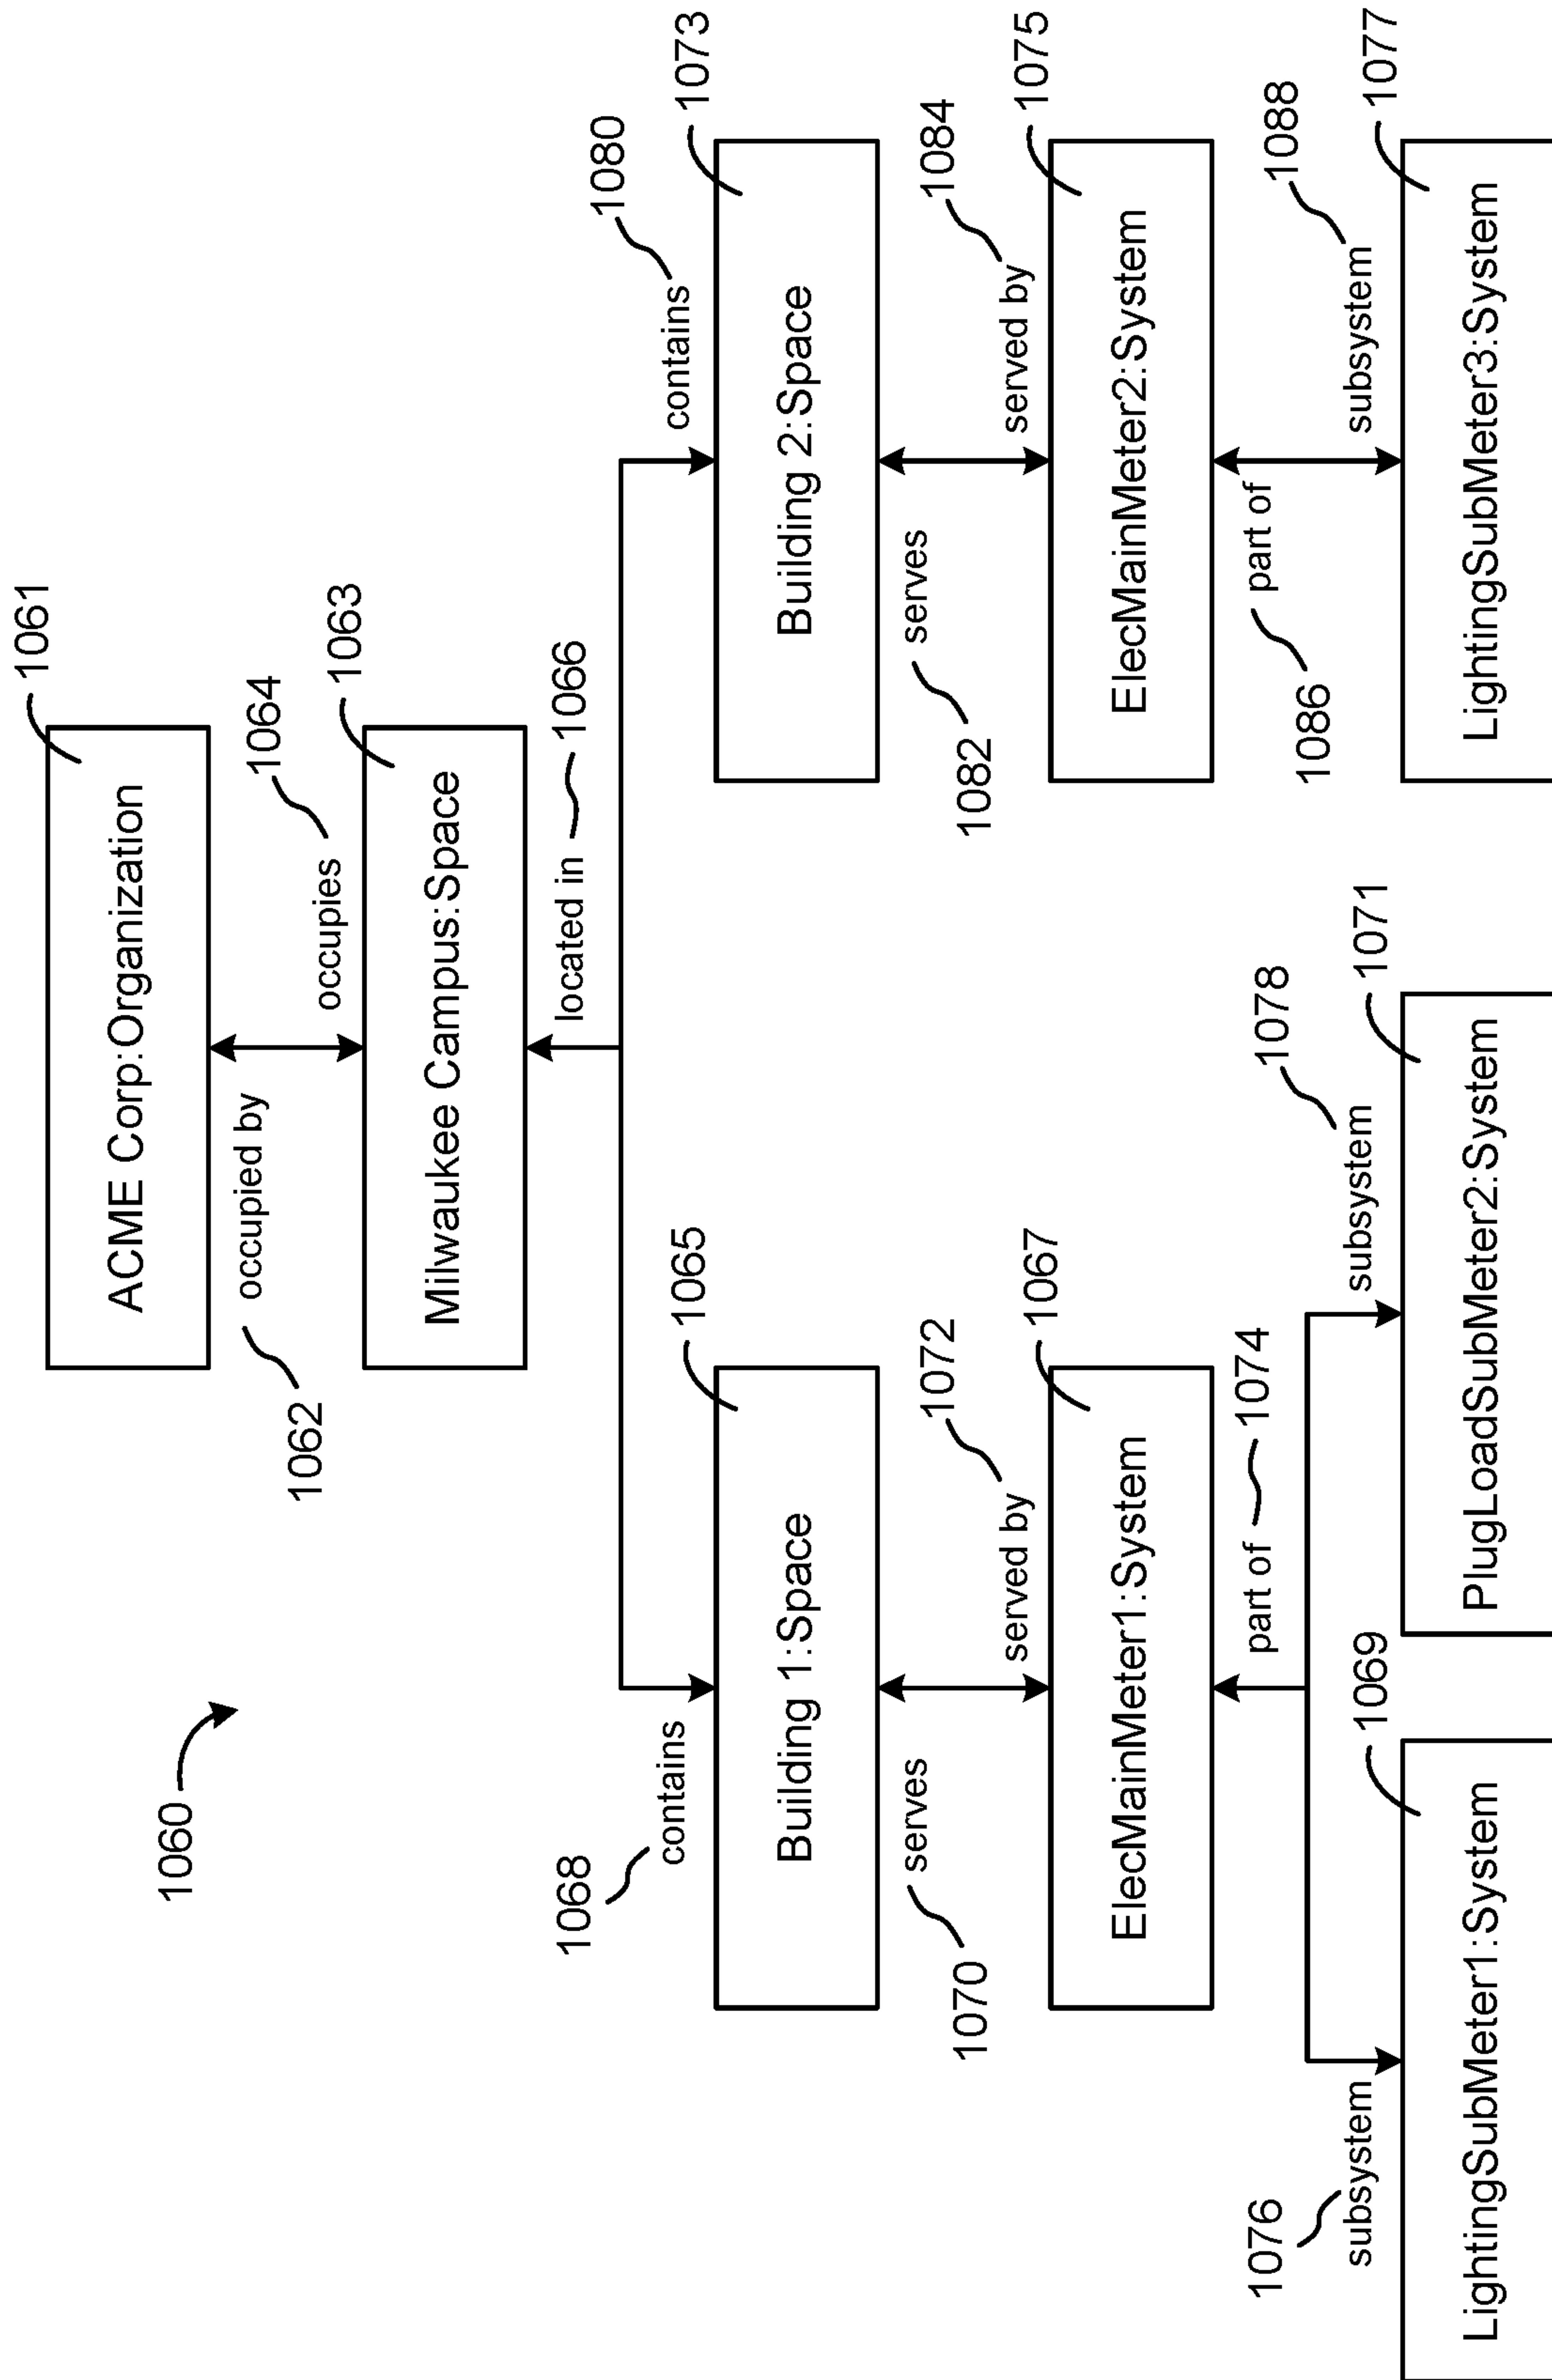 1060
ACME Corp:Organization
1061
occupied by
1062
occupies
1064
Milwaukee Campus:Space
1063
located in
1066
1068
contains
contains
1080
Building 1:Space
1065
Building 2:Space
1073
serves
1070
served by
1072
serves
1082
served by
1084
ElecMainMeter1:System
1067
ElecMainMeter2:System
1075
part of
1074
part of
1086
1076
subsystem
subsystem
1078
subsystem
1088
LightingSubMeter1:System
1069
PlugLoadSubMeter2:System
1071
LightingSubMeter3:System
1077